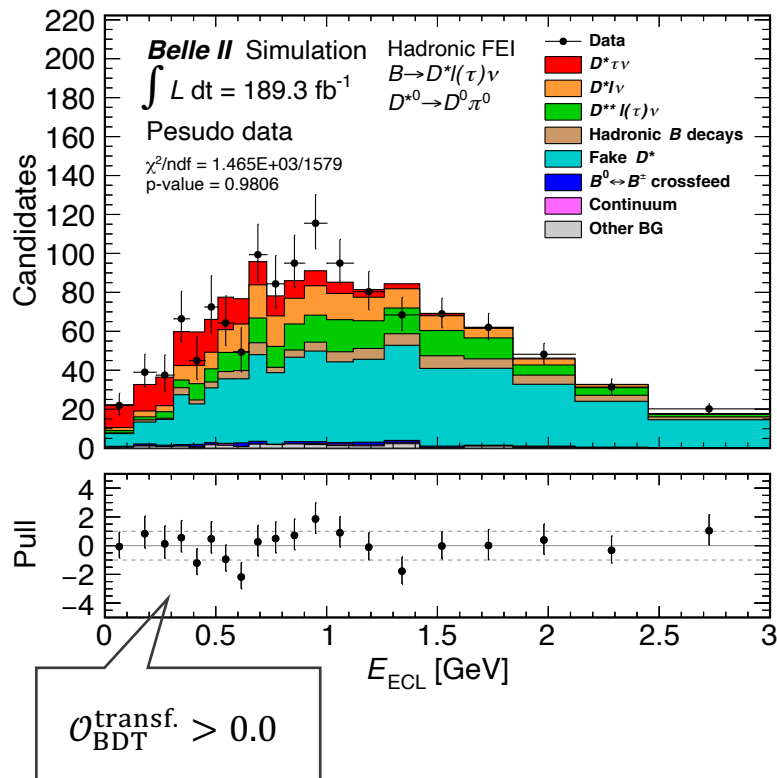 Belle II Simulation
∫ L dt = 189.3 fb⁻¹
Pesudo data
χ²/ndf = 1.465E+03/1579
p-value = 0.9806
Hadronic FEI
B→D*l(τ)ν
D*⁰→D⁰π⁰
Data
D*τν
D*lν
D**l(τ)ν
Hadronic B decays
Fake D*
B⁰↔B± crossfeed
Continuum
Other BG
Candidates
220
200
180
160
140
120
100
80
60
40
20
0
Pull
4
2
0
−2
−4
0 0.5 1 1.5 2 2.5 3
E_ECL [GeV]
𝒪_BDT^transf. > 0.0